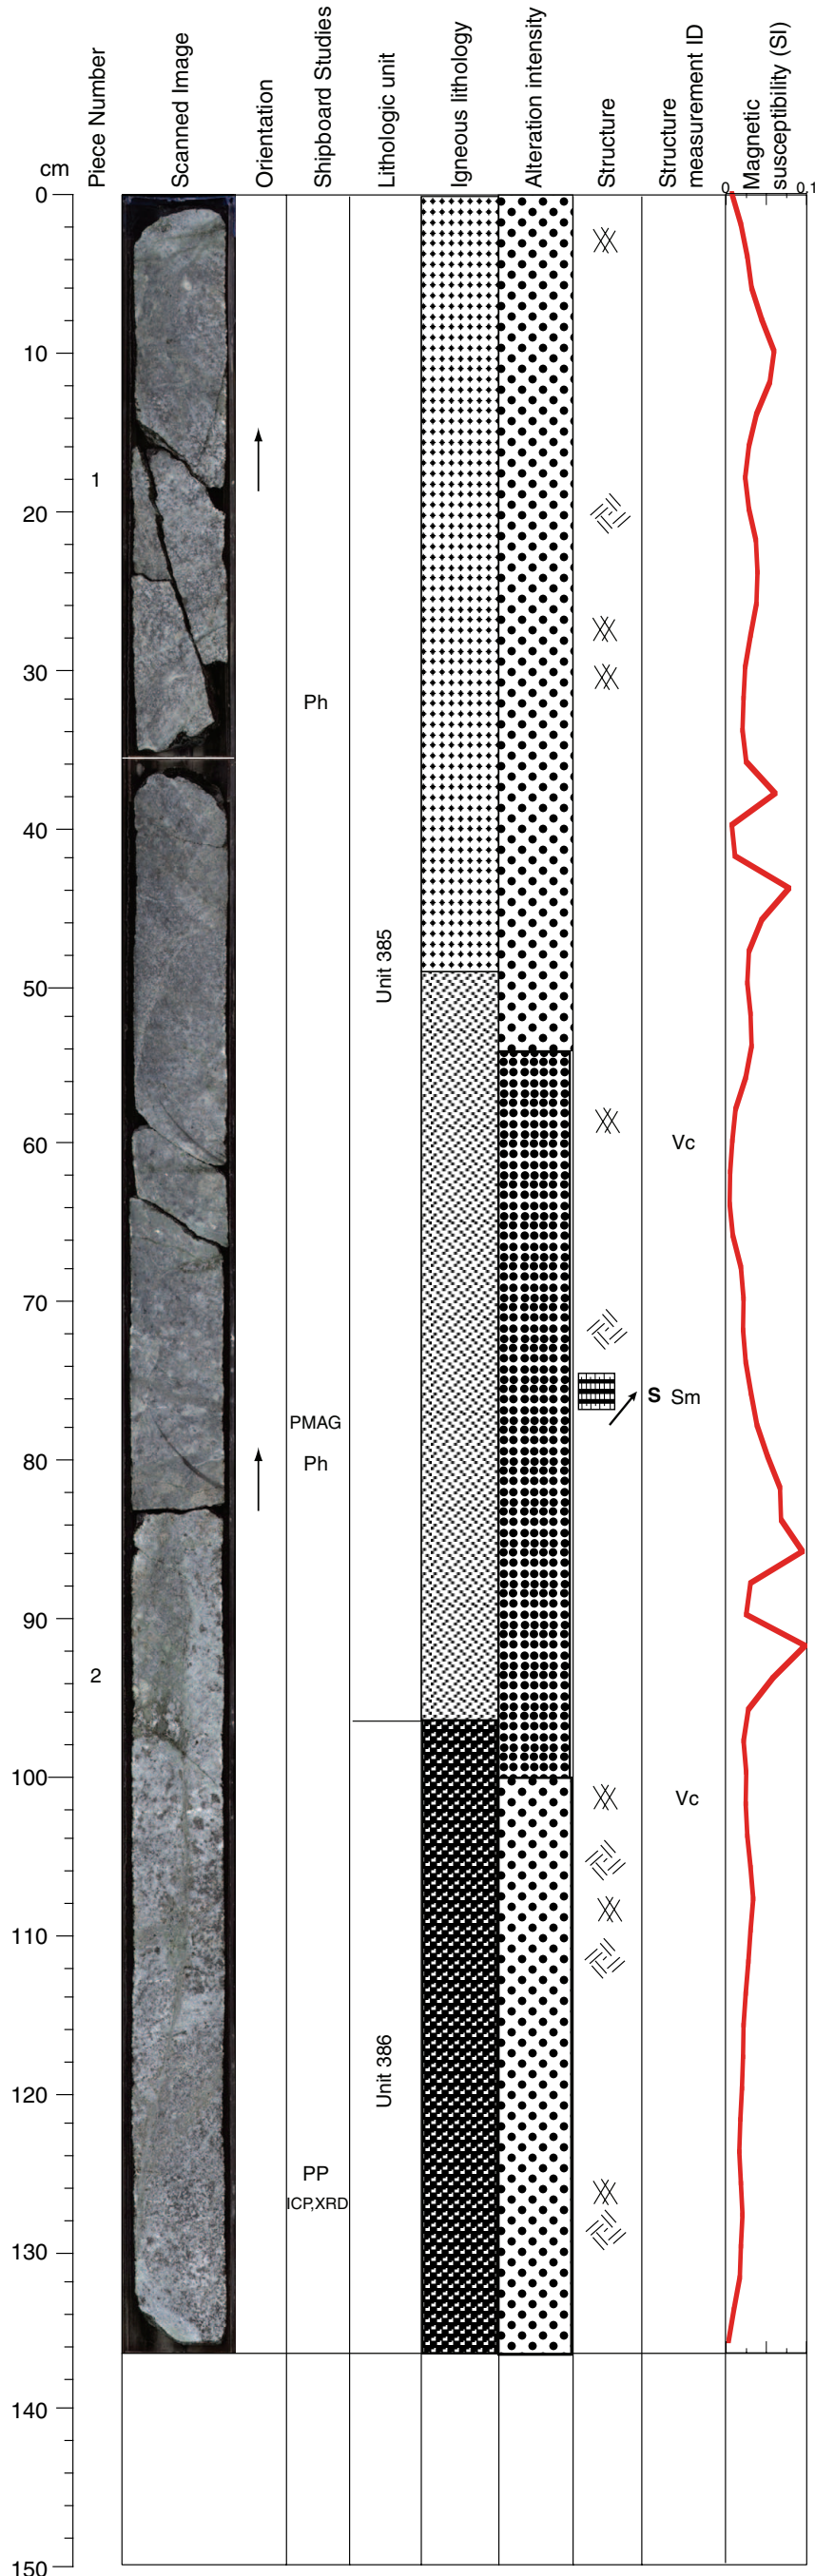 cm
Piece Number
Scanned Image
Orientation
Shipboard Studies
Lithologic unit
Igneous lithology
Alteration intensity
Structure
Structure
measurement ID
Magnetic
susceptibility (SI)
0
0.1
0
10
1
20
30
Ph
40
Unit 385
50
60
Vc
70
S Sm
PMAG
80
Ph
90
2
100
Vc
110
Unit 386
120
PP
ICP,XRD
130
140
150